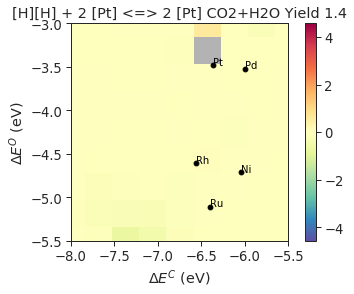 [H][H] + 2 [Pt] <=> 2 [Pt] CO2+H2O Yield 1.4
−3.0
−3.5
−4.0
−4.5
−5.0
−5.5
ΔE^O (eV)
Pt
Pd
Rh
Ni
Ru
−8.0 −7.5 −7.0 −6.5 −6.0 −5.5
ΔE^C (eV)
4
2
0
−2
−4